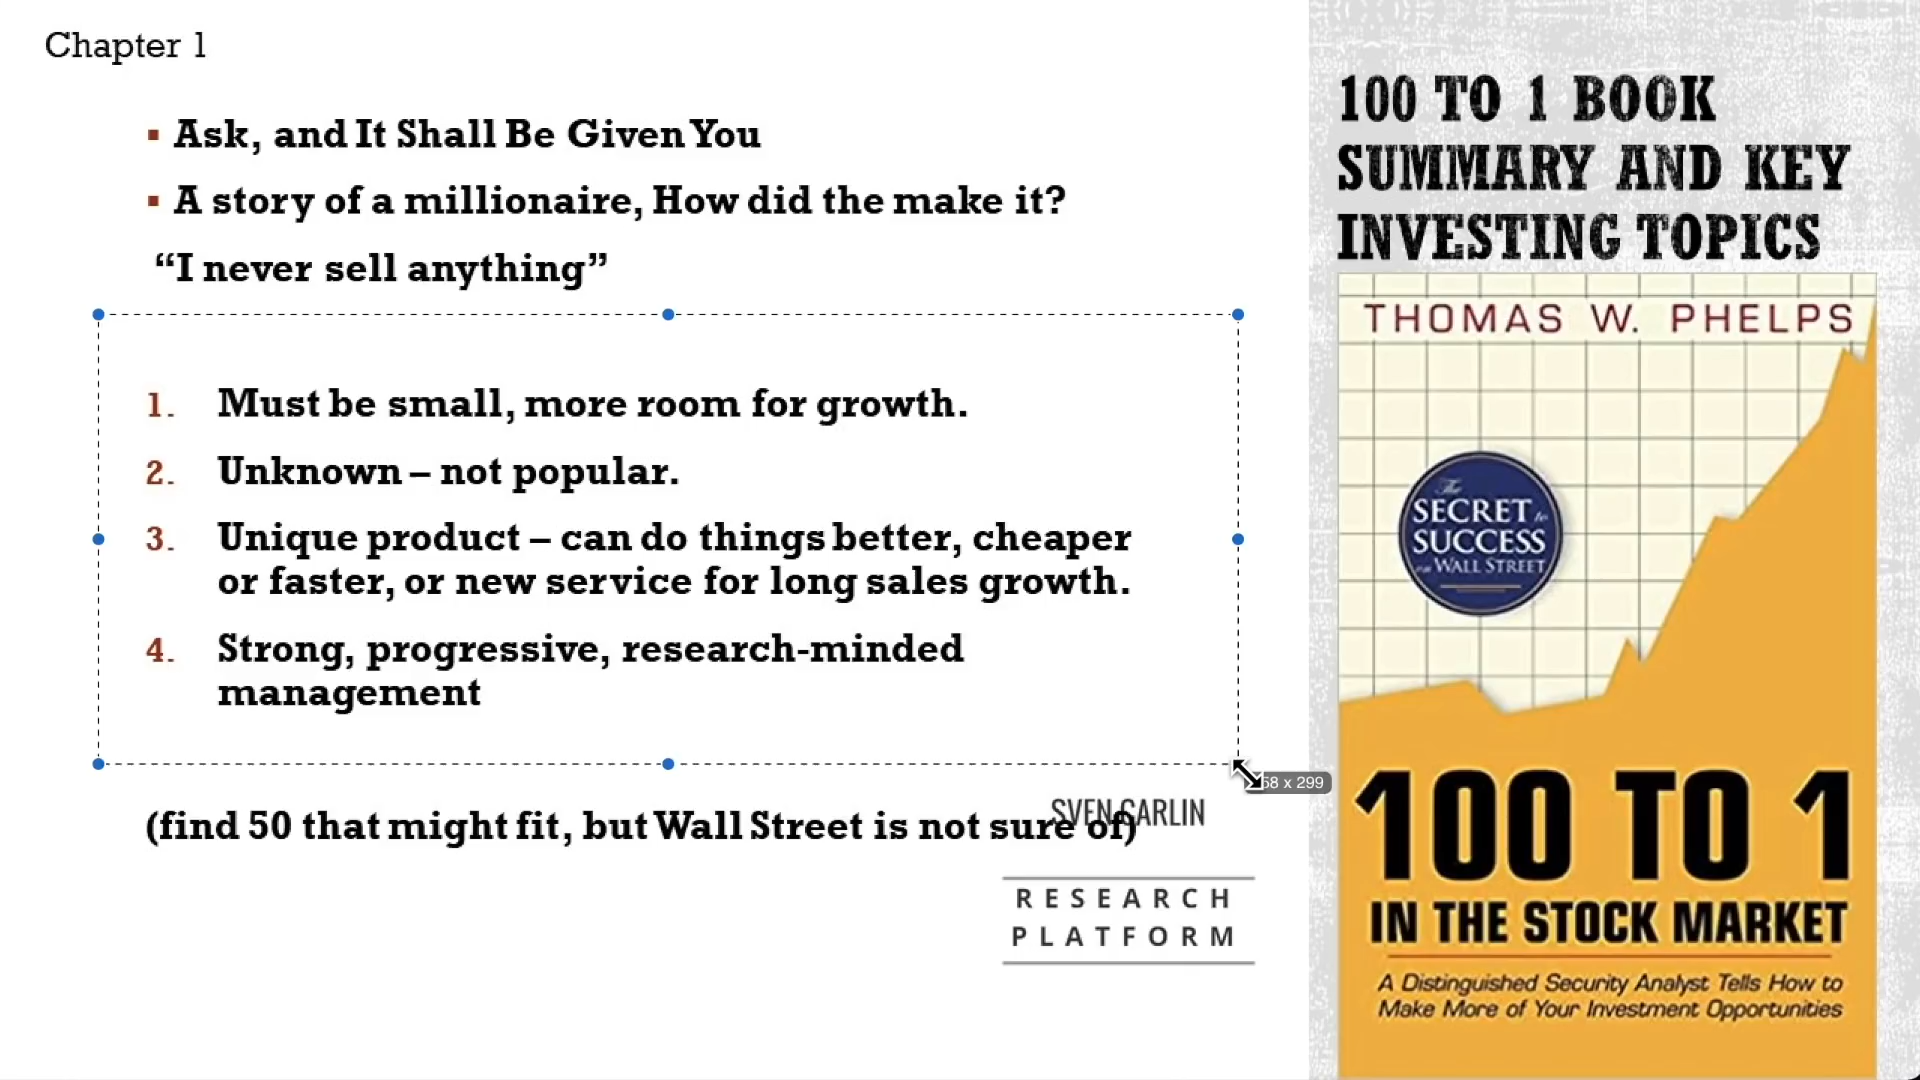 Chapter 1
▪ Ask, and It Shall Be Given You
▪ A story of a millionaire, How did the make it?
“I never sell anything”
1. Must be small, more room for growth.
2. Unknown – not popular.
3. Unique product – can do things better, cheaper
or faster, or new service for long sales growth.
4. Strong, progressive, research-minded
management
(find 50 that might fit, but Wall Street is not sure of)
SVEN CARLIN
RESEARCH
PLATFORM
100 TO 1 BOOK
SUMMARY AND KEY
INVESTING TOPICS
THOMAS W. PHELPS
The
SECRET to
SUCCESS
on WALL STREET
100 TO 1
IN THE STOCK MARKET
A Distinguished Security Analyst Tells How to
Make More of Your Investment Opportunities
58 x 299